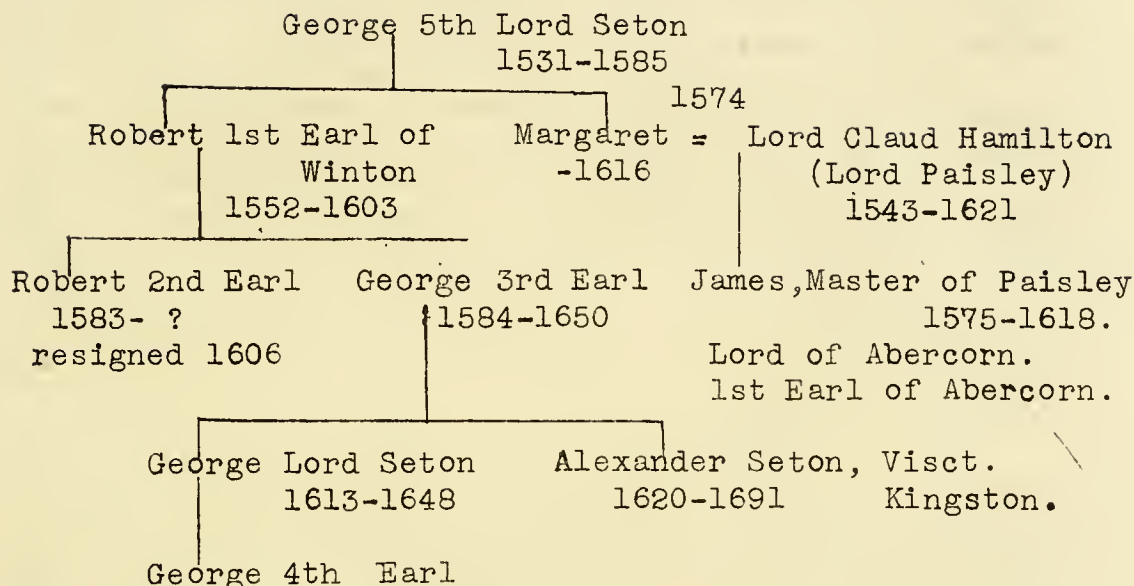 George 5th Lord Seton
1531-1585
1574
Robert 1st Earl of Winton
1552-1603
Margaret = Lord Claud Hamilton
-1616
(Lord Paisley)
1543-1621
Robert 2nd Earl
1583- ?
resigned 1606
George 3rd Earl
1584-1650
James,Master of Paisley
1575-1618.
Lord of Abercorn.
1st Earl of Abercorn.
George Lord Seton
1613-1648
Alexander Seton, Visct.
1620-1691 Kingston.
George 4th Earl